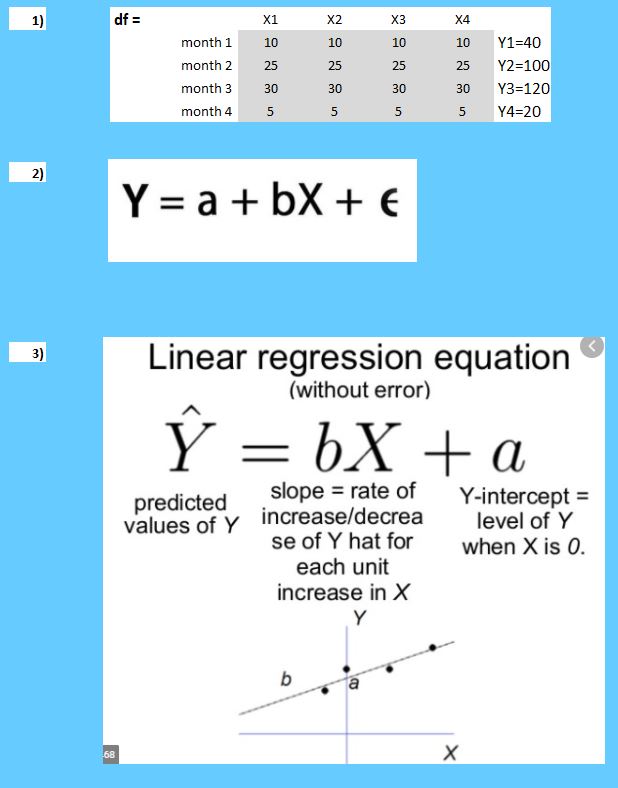 1)
df = X1 X2 X3 X4
month 1 10 10 10 10 Y1=40
month 2 25 25 25 25 Y2=100
month 3 30 30 30 30 Y3=120
month 4 5 5 5 5 Y4=20
2)
Y = a + bX + ϵ
3)
Linear regression equation
(without error)
Ŷ = bX + a
predicted
values of Y
slope = rate of
increase/decrea
se of Y hat for
each unit
increase in X
Y-intercept =
level of Y
when X is 0.
Y
b
a
X
68